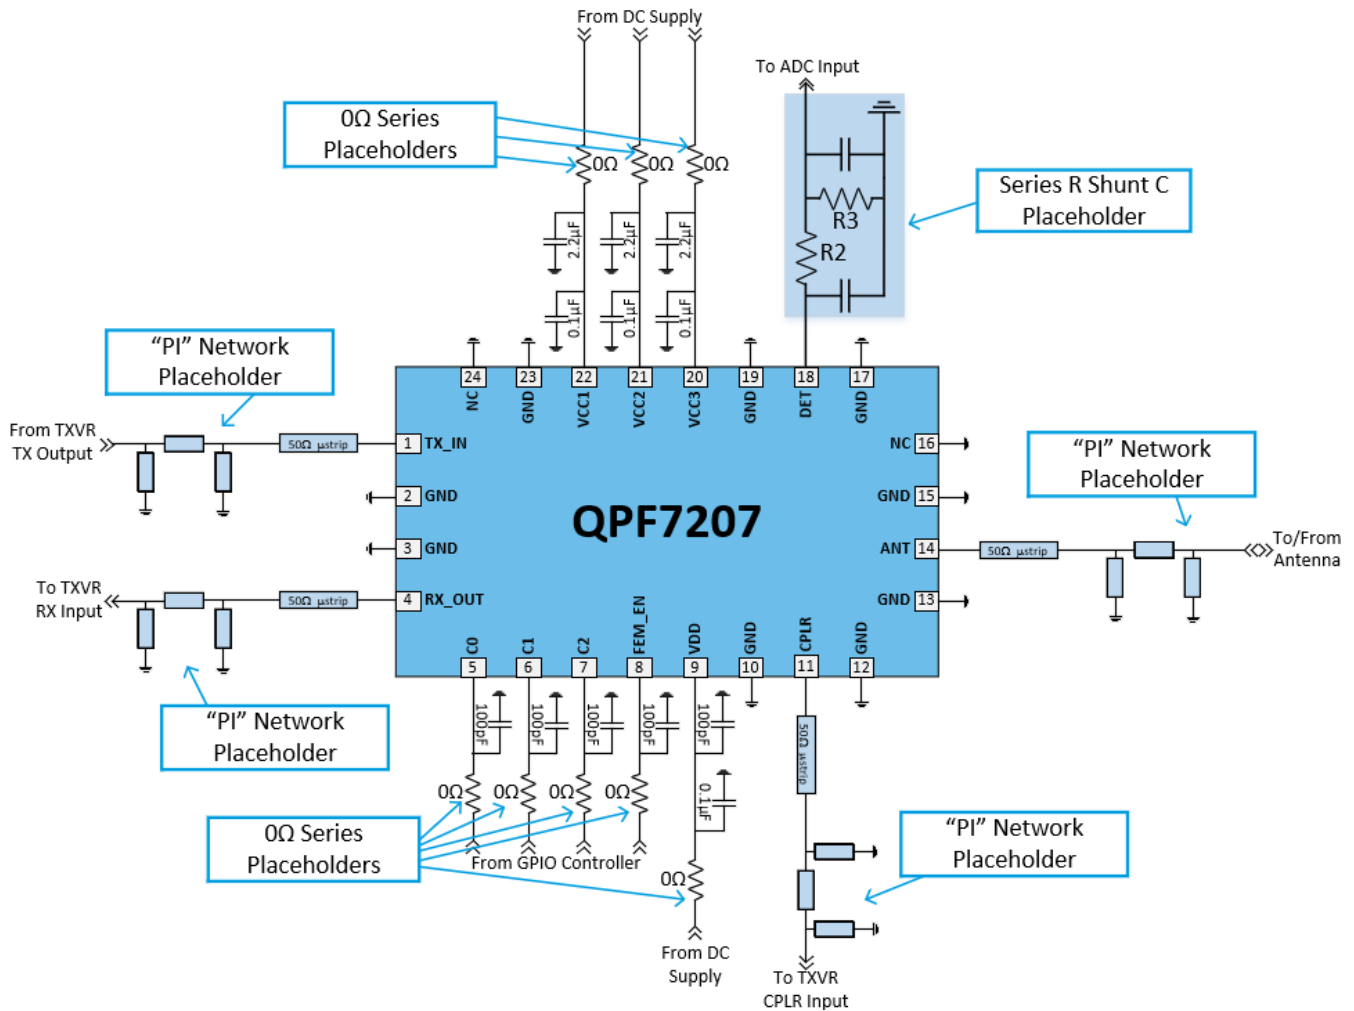 From DC Supply
To ADC Input
0Ω Series
Placeholders
0Ω
0Ω
0Ω
Series R Shunt C
Placeholder
R3
R2
2.2µF
2.2µF
2.2µF
0.1µF
0.1µF
0.1µF
“PI” Network
Placeholder
24
23
22
21
20
19
18
17
NC
GND
VCC1
VCC2
VCC3
GND
DET
GND
From TXVR
TX Output
50Ω µstrip
1
TX_IN
NC
16
“PI” Network
Placeholder
2
GND
GND
15
QPF7207
3
GND
ANT
14
50Ω µstrip
To/From
Antenna
To TXVR
RX Input
50Ω µstrip
4
RX_OUT
GND
13
C0
C1
C2
FEM_EN
VDD
GND
CPLR
GND
5
6
7
8
9
10
11
12
“PI” Network
Placeholder
100pF
100pF
100pF
100pF
100pF
50Ω µstrip
0Ω
0Ω
0Ω
0Ω
0.1µF
0Ω Series
Placeholders
From GPIO Controller
“PI” Network
Placeholder
0Ω
From DC
Supply
To TXVR
CPLR Input